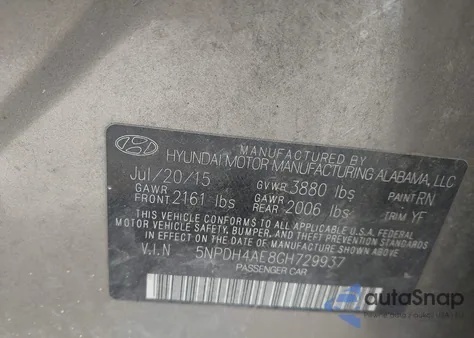 MANUFACTURED BY
HYUNDAI MOTOR MANUFACTURING ALABAMA, LLC
Jul/20/15 GVWR 3880 lbs PAINT RN
GAWR FRONT 2161 lbs GAWR REAR 2006 lbs TRIM YF
THIS VEHICLE CONFORMS TO ALL APPLICABLE U.S. FEDERAL
MOTOR VEHICLE SAFETY, BUMPER, AND THEFT
PREVENTION STANDARDS IN EFFECT ON THE DATE OF
MANUFACTURE SHOWN ABOVE.
V.I.N 5NPDH4AE8GH729937
PASSENGER CAR
autoSnap